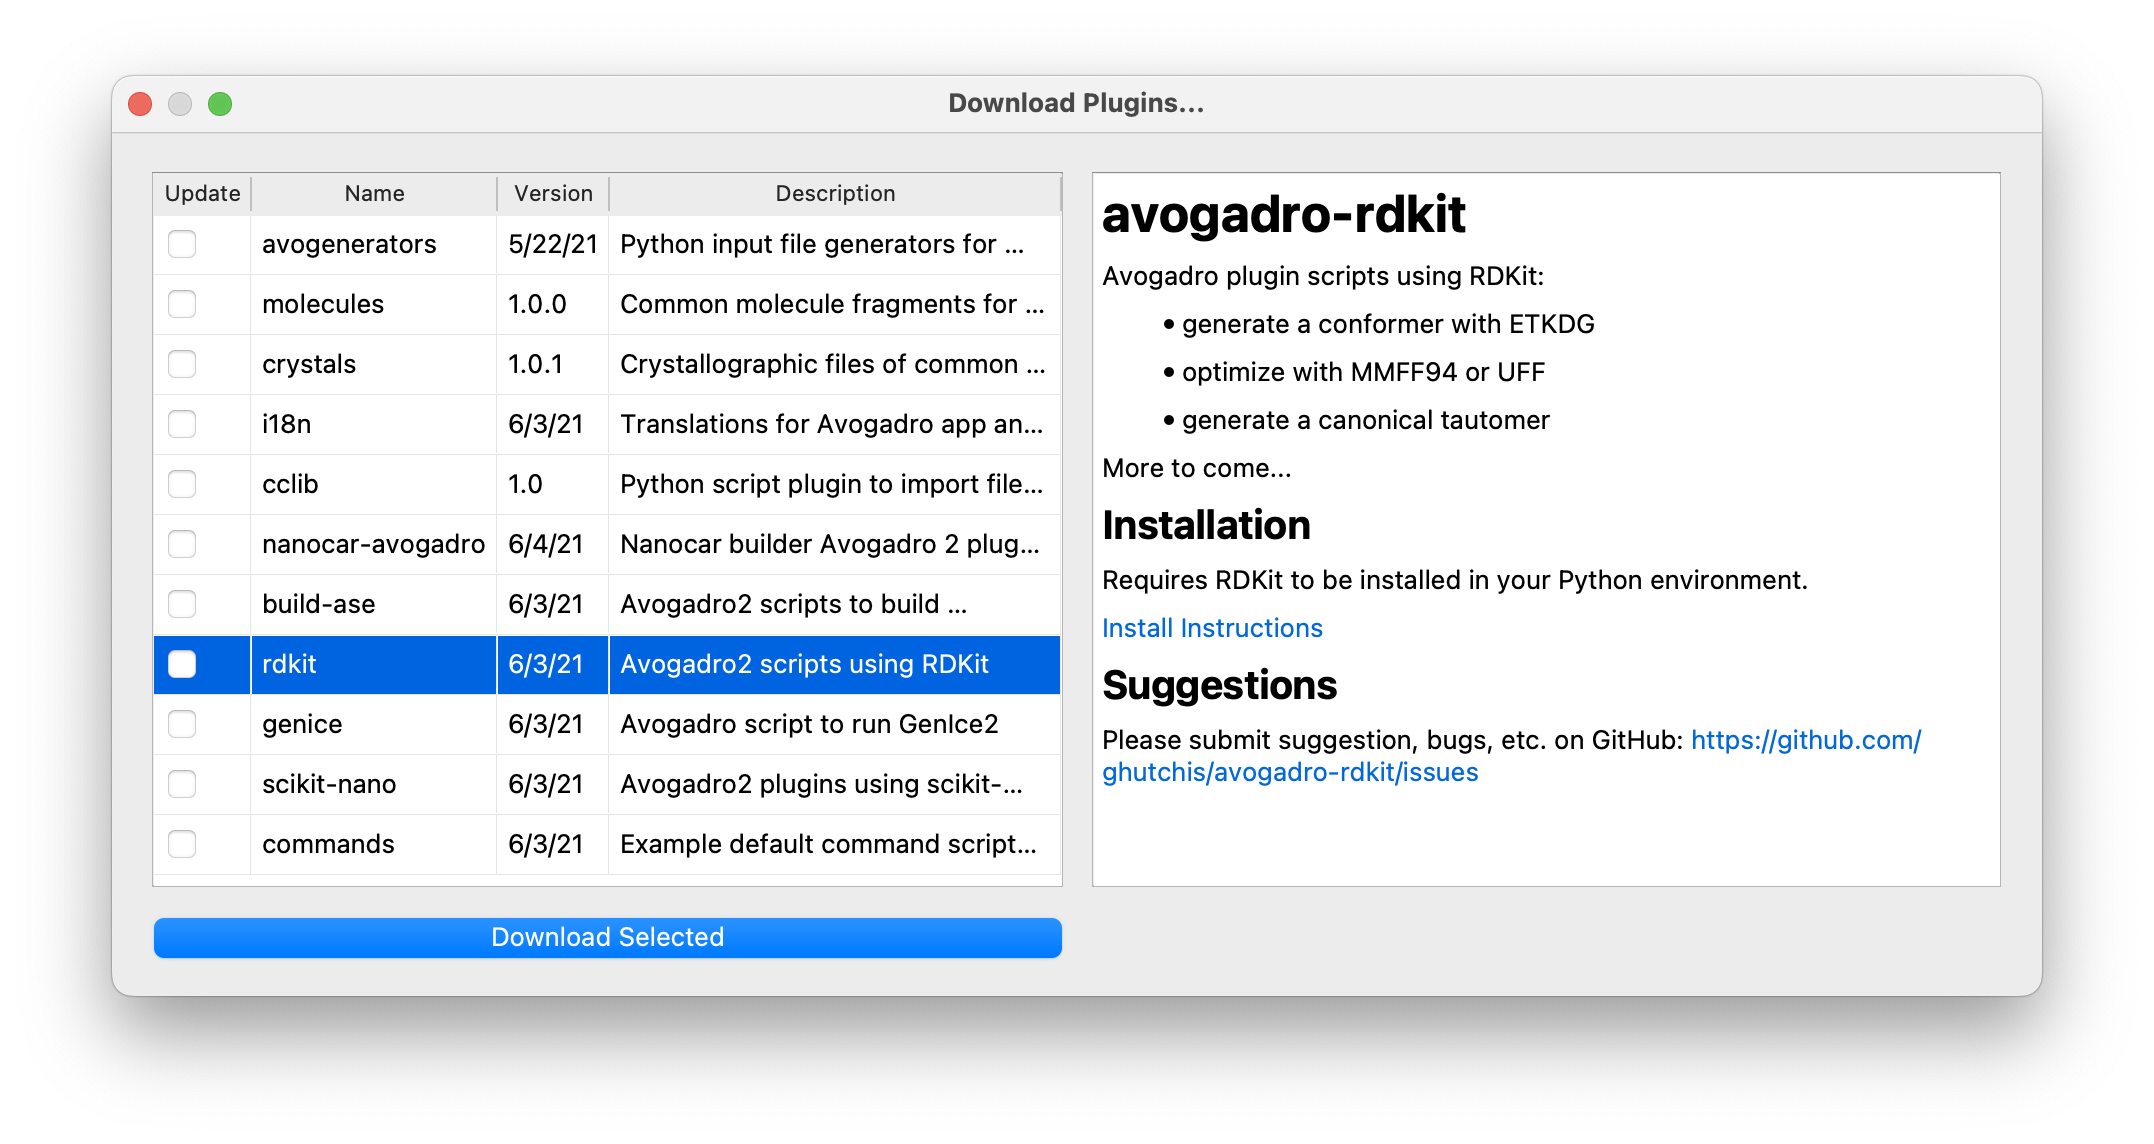 Download Plugins...
Update Name Version Description
avogenerators 5/22/21 Python input file generators for ...
molecules 1.0.0 Common molecule fragments for ...
crystals 1.0.1 Crystallographic files of common ...
i18n 6/3/21 Translations for Avogadro app an...
cclib 1.0 Python script plugin to import file...
nanocar-avogadro 6/4/21 Nanocar builder Avogadro 2 plug...
build-ase 6/3/21 Avogadro2 scripts to build ...
rdkit 6/3/21 Avogadro2 scripts using RDKit
genice 6/3/21 Avogadro script to run GenIce2
scikit-nano 6/3/21 Avogadro2 plugins using scikit-...
commands 6/3/21 Example default command script...
Download Selected
avogadro-rdkit
Avogadro plugin scripts using RDKit:
• generate a conformer with ETKDG
• optimize with MMFF94 or UFF
• generate a canonical tautomer
More to come...
Installation
Requires RDKit to be installed in your Python environment.
Install Instructions
Suggestions
Please submit suggestion, bugs, etc. on GitHub: https://github.com/
ghutchis/avogadro-rdkit/issues